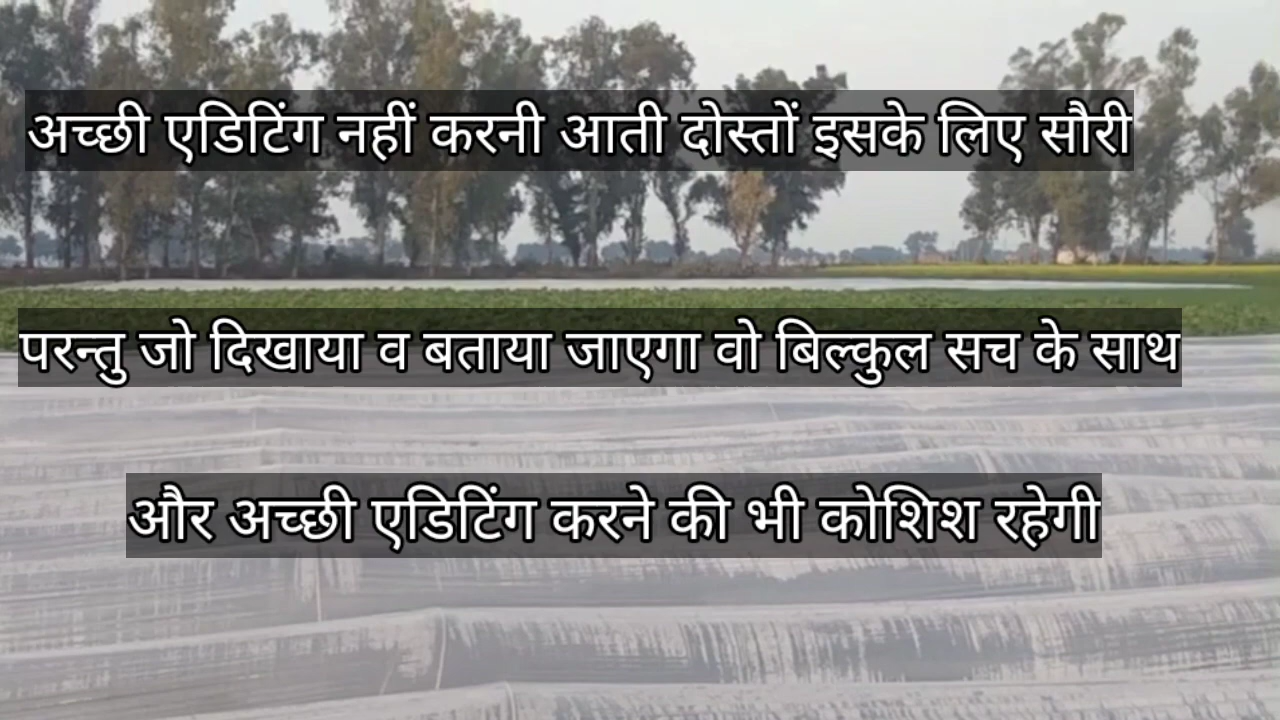 अच्छी एडिटिंग नहीं करनी आती दोस्तों इसके लिए सौरी
परन्तु जो दिखाया व बताया जाएगा वो बिल्कुल सच के साथ
और अच्छी एडिटिंग करने की भी कोशिश रहेगी